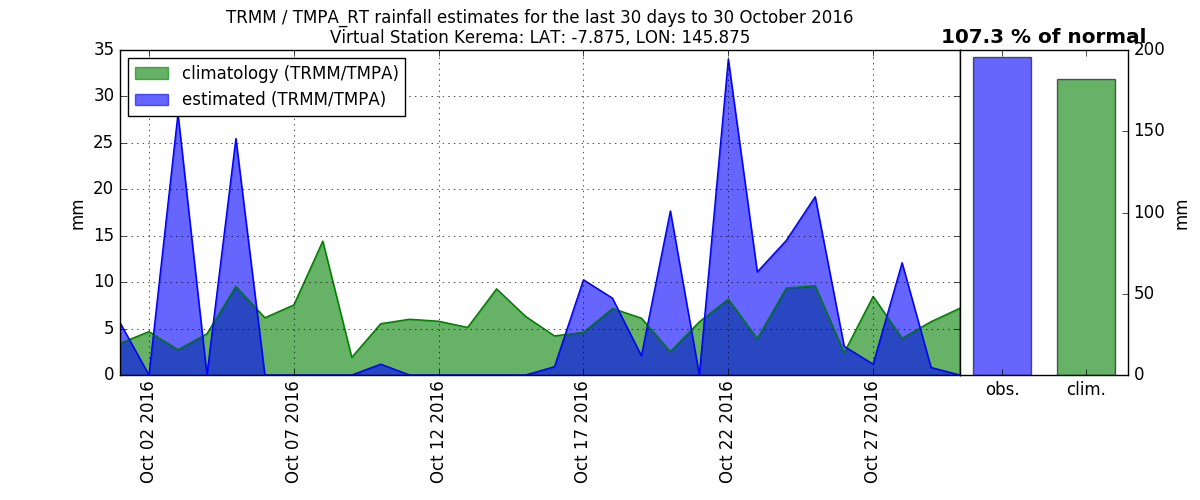 TRMM / TMPA_RT rainfall estimates for the last 30 days to 30 October 2016
Virtual Station Kerema: LAT: -7.875, LON: 145.875
107.3 % of normal
climatology (TRMM/TMPA)
estimated (TRMM/TMPA)
35
30
25
20
15
10
5
0
mm
Oct 02 2016
Oct 07 2016
Oct 12 2016
Oct 17 2016
Oct 22 2016
Oct 27 2016
obs.
clim.
200
150
100
50
0
mm